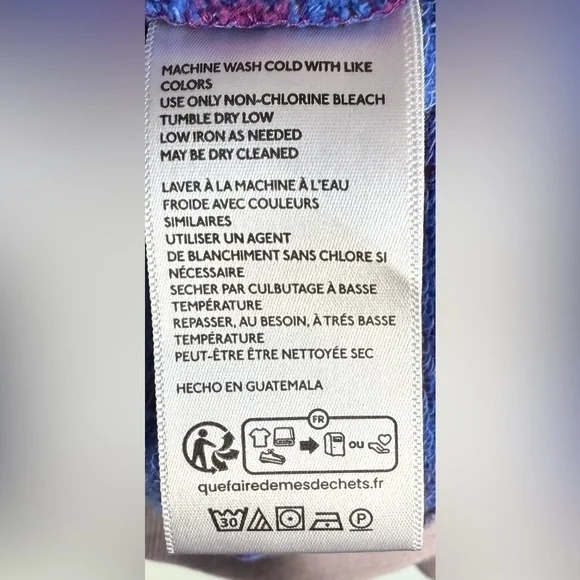 MACHINE WASH COLD WITH LIKE
COLORS
USE ONLY NON-CHLORINE BLEACH
TUMBLE DRY LOW
LOW IRON AS NEEDED
MAY BE DRY CLEANED
LAVER À LA MACHINE À L'EAU
FROIDE AVEC COULEURS
SIMILAIRES
UTILISER UN AGENT
DE BLANCHIMENT SANS CHLORE SI
NÉCESSAIRE
SECHER PAR CULBUTAGE À BASSE
TEMPÉRATURE
REPASSER, AU BESOIN, À TRÉS BASSE
TEMPÉRATURE
PEUT-ÊTRE ÊTRE NETTOYÉE SEC
HECHO EN GUATEMALA
FR
OU
quefairedemesdechets.fr
30 P